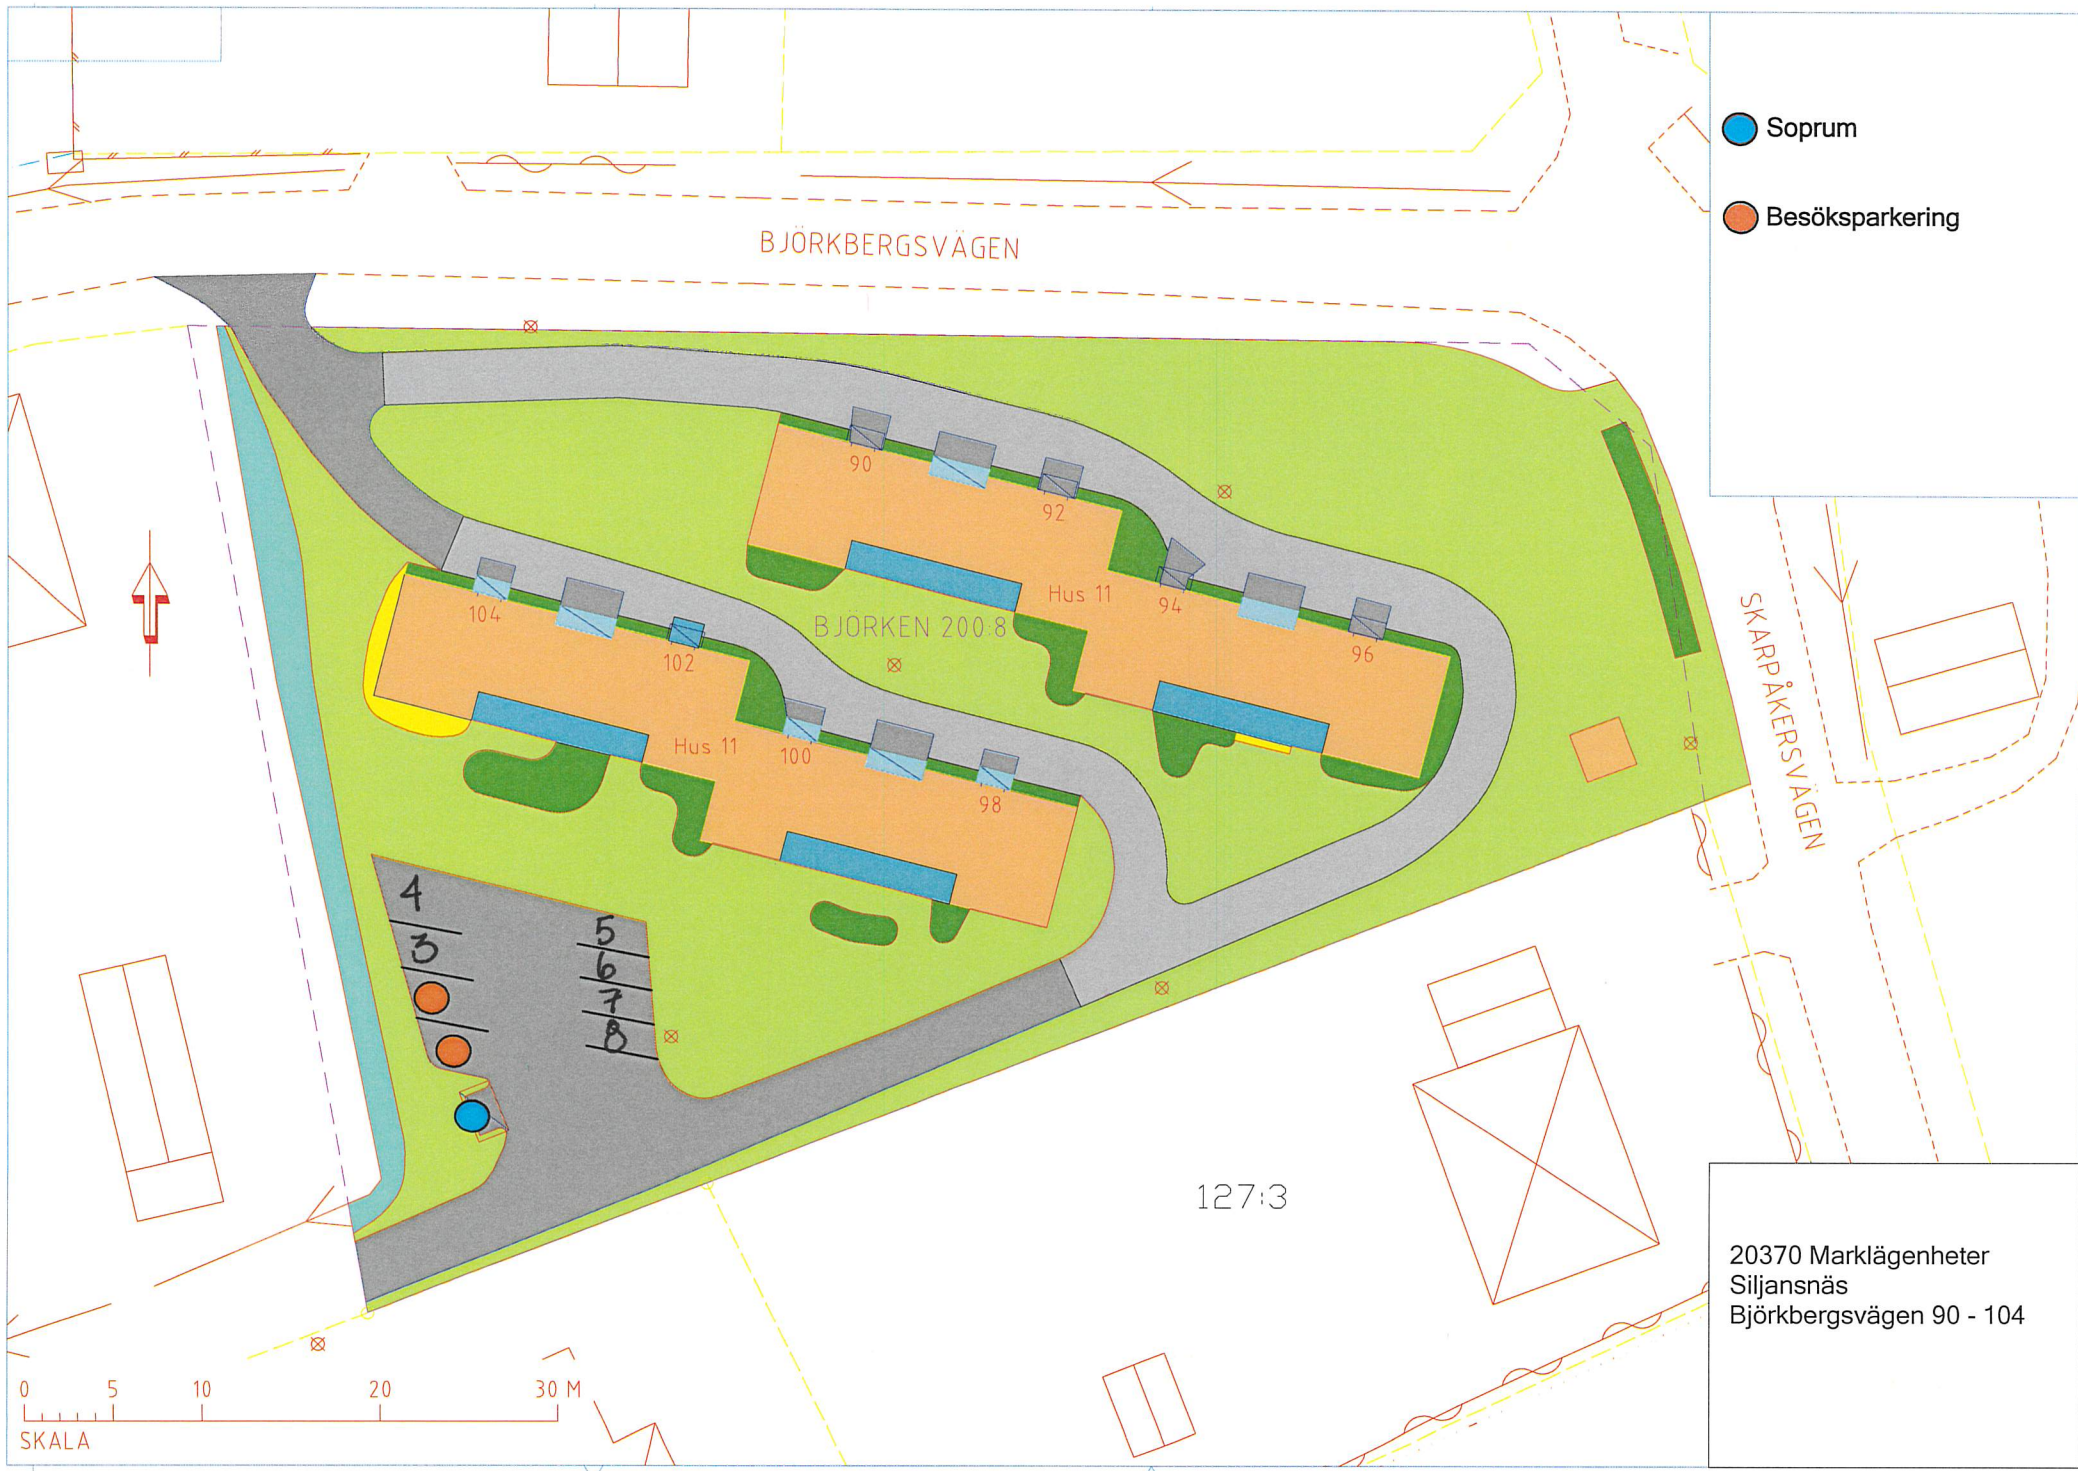 Soprum
Besöksparkering
BJÖRKBERGSVÄGEN
90
92
94
96
Hus 11
BJÖRKEN 200:8
104
102
100
98
Hus 11
SKARPÅKERSVÄGEN
4
3
5
6
7
8
127:3
20370 Marklägenheter
Siljansnäs
Björkbergsvägen 90 - 104
0 5 10 20 30 M
SKALA